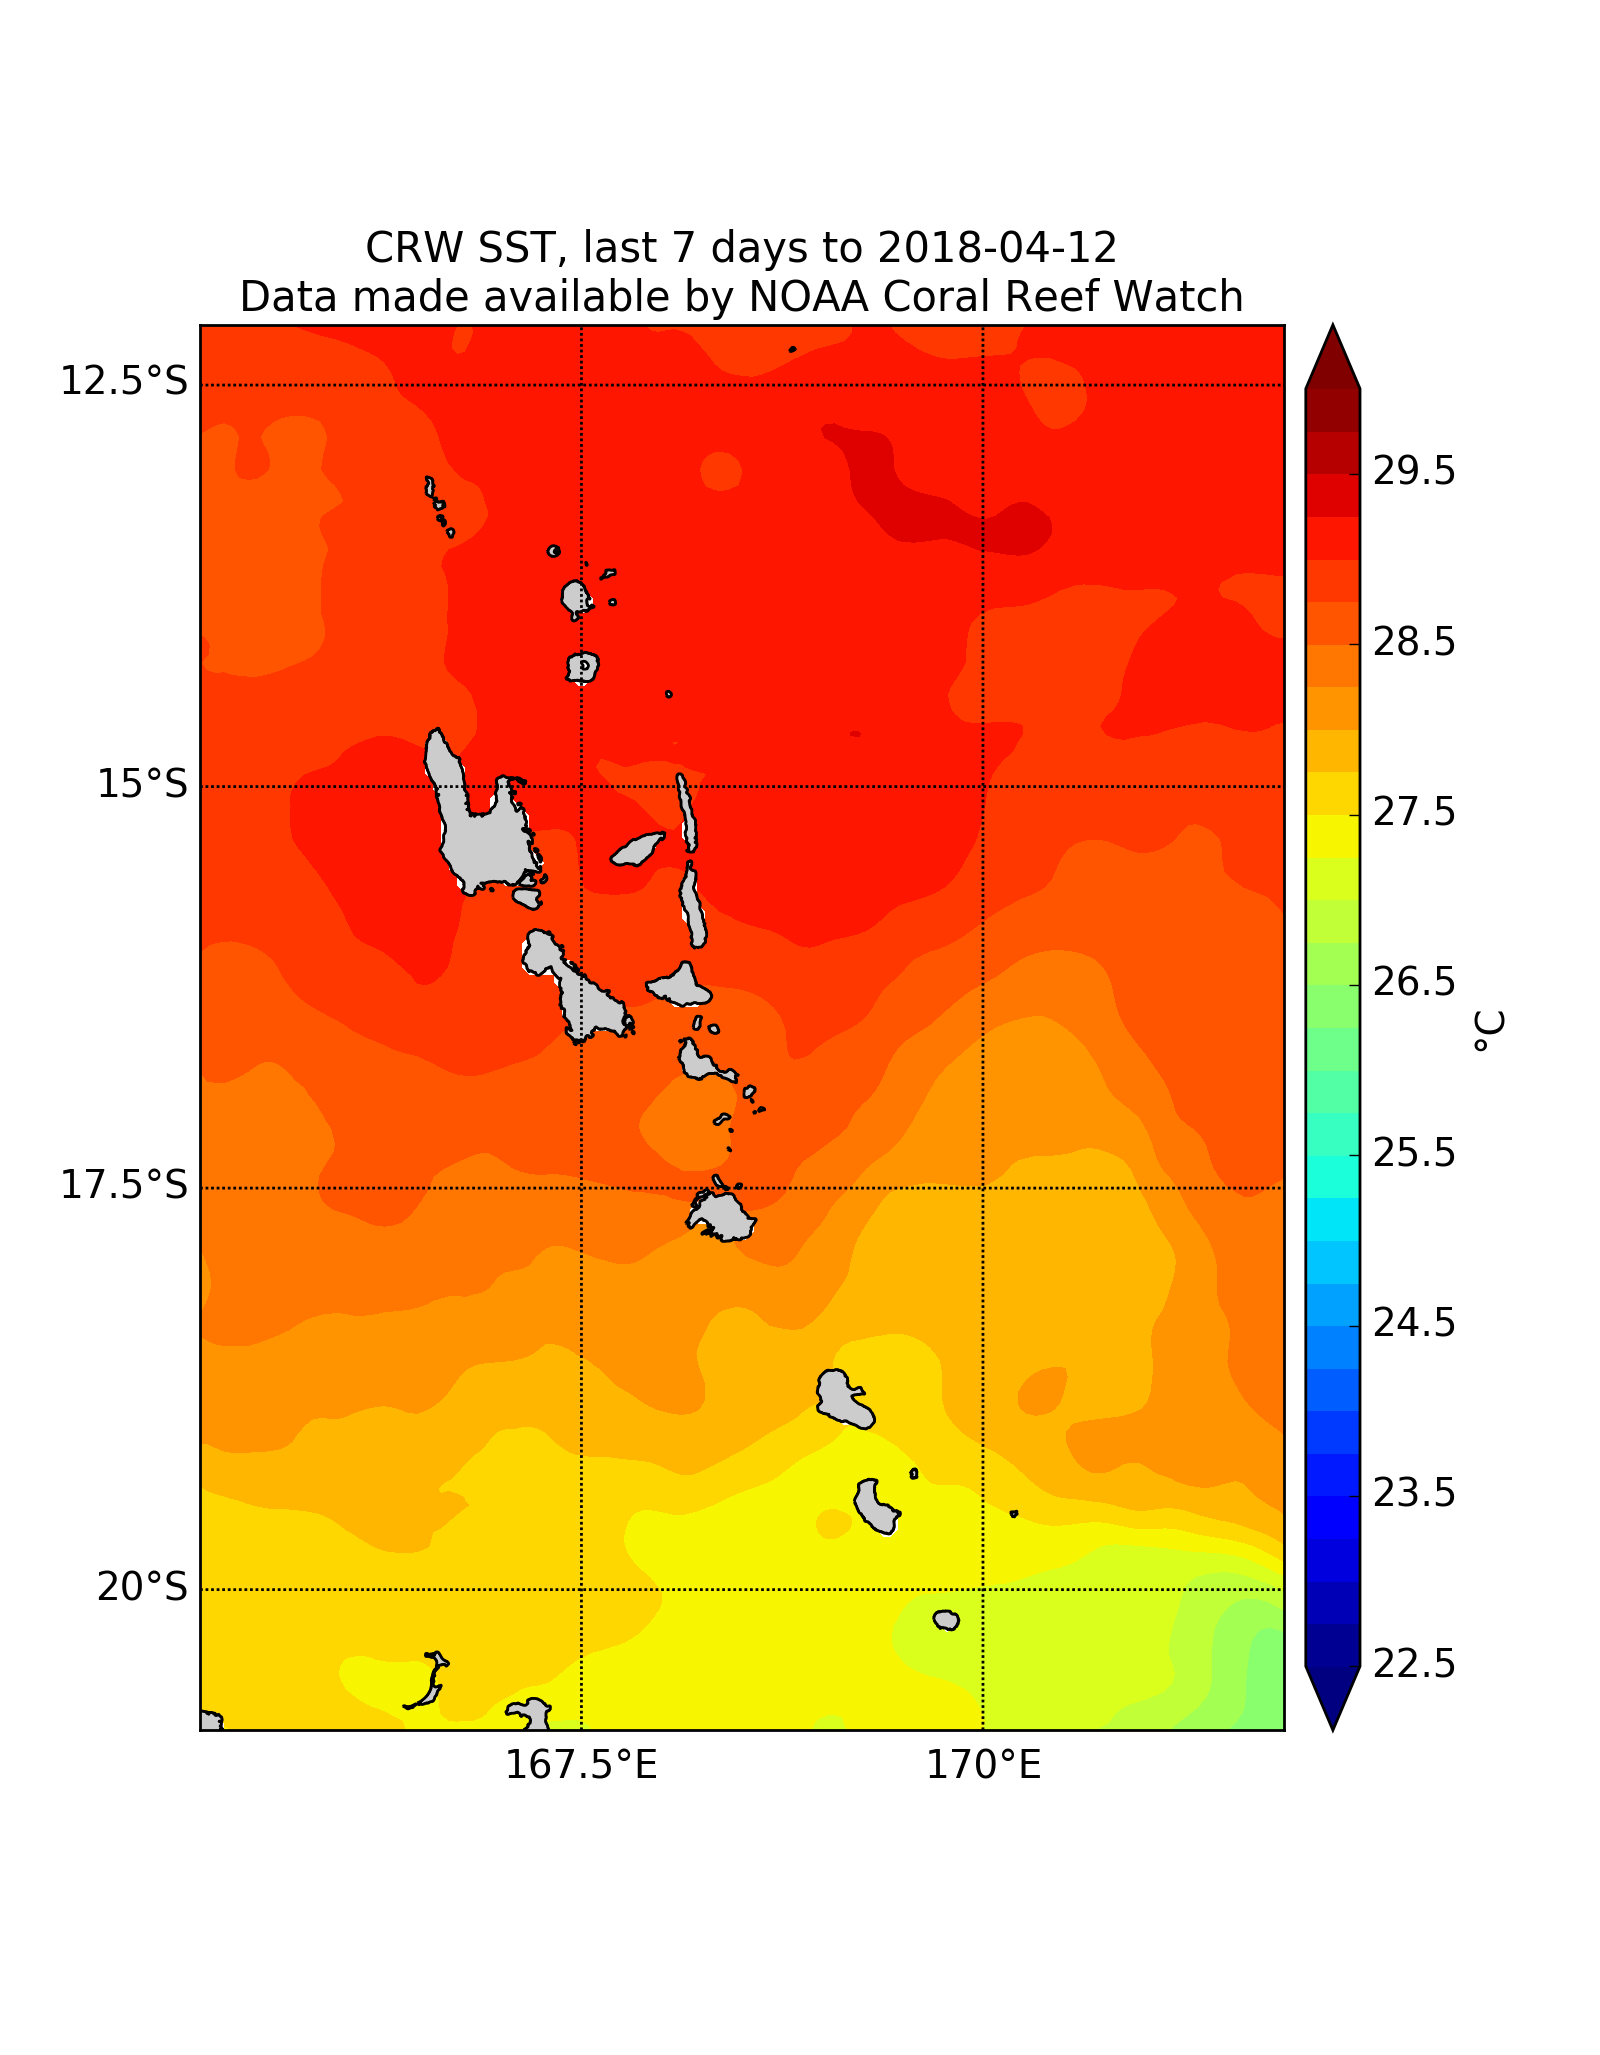 CRW SST, last 7 days to 2018-04-12
Data made available by NOAA Coral Reef Watch
12.5°S
15°S
17.5°S
20°S
167.5°E
170°E
29.5
28.5
27.5
26.5
25.5
24.5
23.5
22.5
°C